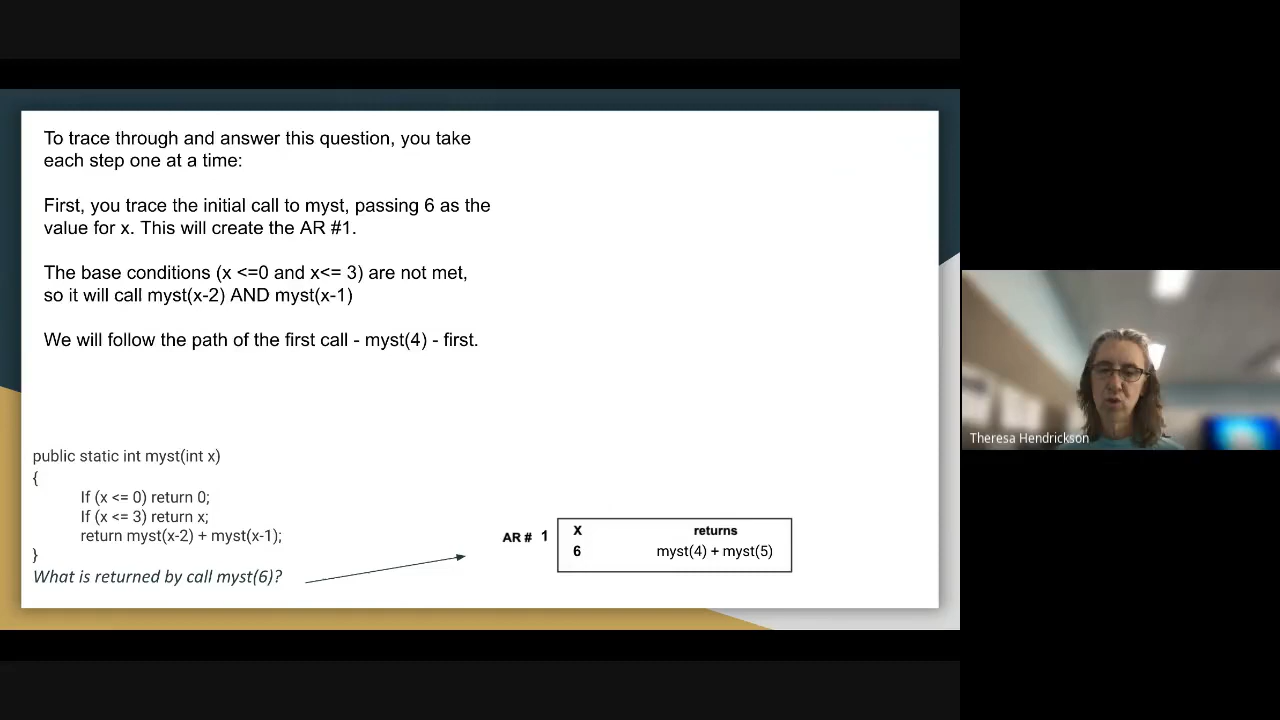 To trace through and answer this question, you take
each step one at a time:
First, you trace the initial call to myst, passing 6 as the
value for x. This will create the AR #1.
The base conditions (x <=0 and x<= 3) are not met,
so it will call myst(x-2) AND myst(x-1)
We will follow the path of the first call - myst(4) - first.
public static int myst(int x)
{
If (x <= 0) return 0;
If (x <= 3) return x;
return myst(x-2) + myst(x-1);
}
What is returned by call myst(6)?
AR # 1
X returns
6 myst(4) + myst(5)
Theresa Hendrickson